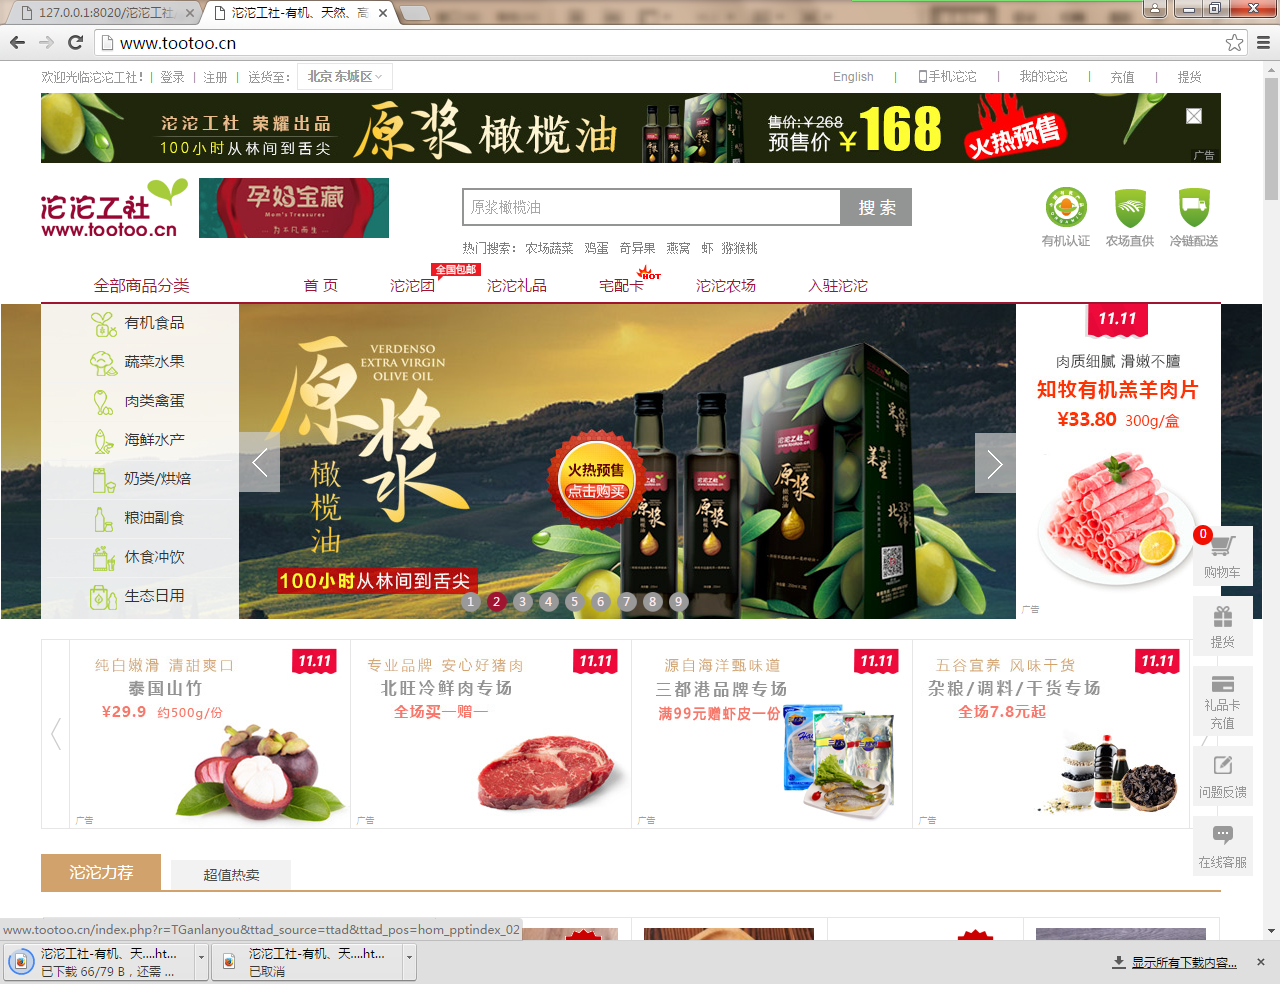 127.0.0.1:8020/沱沱工社
沱沱工社-有机、天然、高
www.tootoo.cn
欢迎光临沱沱工社! | 登录 | 注册 | 送货至: 北京 东城区
English | 手机沱沱 | 我的沱沱 | 充值 | 提货
沱沱工社 荣耀出品
100小时从林间到舌尖
原浆橄榄油
售价:￥268
预售价￥168
火热预售
广告
沱沱工社
www.tootoo.cn
孕妈宝藏
Mom's Treasures
为不凡而生
原浆橄榄油
搜 索
热门搜索: 农场蔬菜 鸡蛋 奇异果 燕窝 虾 猕猴桃
有机认证 农场直供 冷链配送
全国包邮
HOT
全部商品分类 首 页 沱沱团 沱沱礼品 宅配卡 沱沱农场 入驻沱沱
有机食品
蔬菜水果
肉类禽蛋
海鲜水产
奶类/烘焙
粮油副食
休食冲饮
生态日用
VERDENSO
EXTRA VIRGIN
OLIVE OIL
原浆
橄榄油
火热预售
点击购买
100小时从林间到舌尖
沱沱工社
原浆
橄榄油
1 2 3 4 5 6 7 8 9
11.11
肉质细腻 滑嫩不膻
知牧有机羔羊肉片
¥33.80 300g/盒
广告
0
购物车
提货
礼品卡
充值
问题反馈
在线客服
纯白嫩滑 清甜爽口
11.11
泰国山竹
¥29.9 约500g/份
广告
专业品牌 安心好猪肉
11.11
北旺冷鲜肉专场
全场买一赠一
广告
源自海洋甄味道
11.11
三都港品牌专场
满99元赠虾皮一份
广告
五谷宜养 风味干货
11.11
杂粮/调料/干货专场
全场7.8元起
广告
沱沱力荐
超值热卖
www.tootoo.cn/index.php?r=TGanlanyou&ttad_source=ttad&ttad_pos=hom_pptindex_02
沱沱工社-有机、天....ht...
已下载 66/79 B，还需 ...
沱沱工社-有机、天....ht...
已取消
显示所有下载内容...